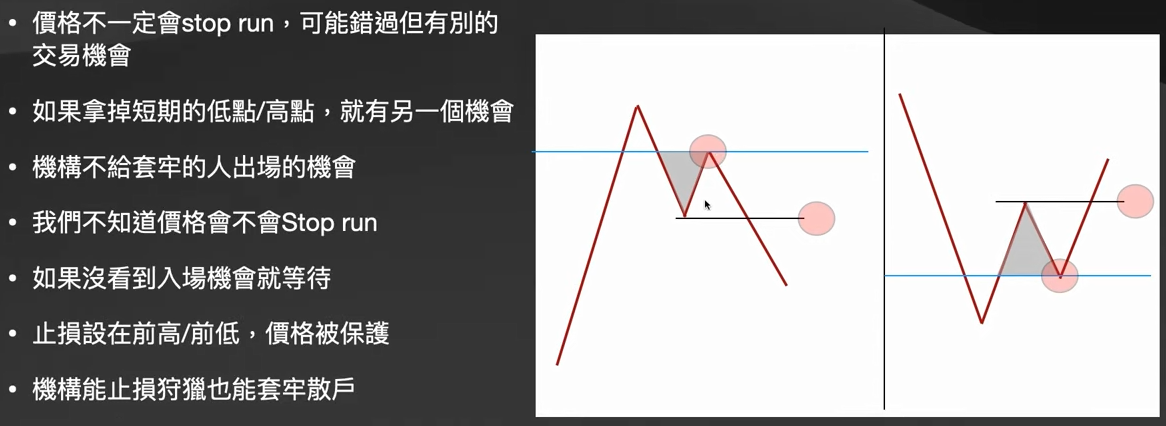 • 價格不一定會stop run，可能錯過但有別的
交易機會
• 如果拿掉短期的低點/高點，就有另一個機會
• 機構不給套牢的人出場的機會
• 我們不知道價格會不會Stop run
• 如果沒看到入場機會就等待
• 止損設在前高/前低，價格被保護
• 機構能止損狩獵也能套牢散戶